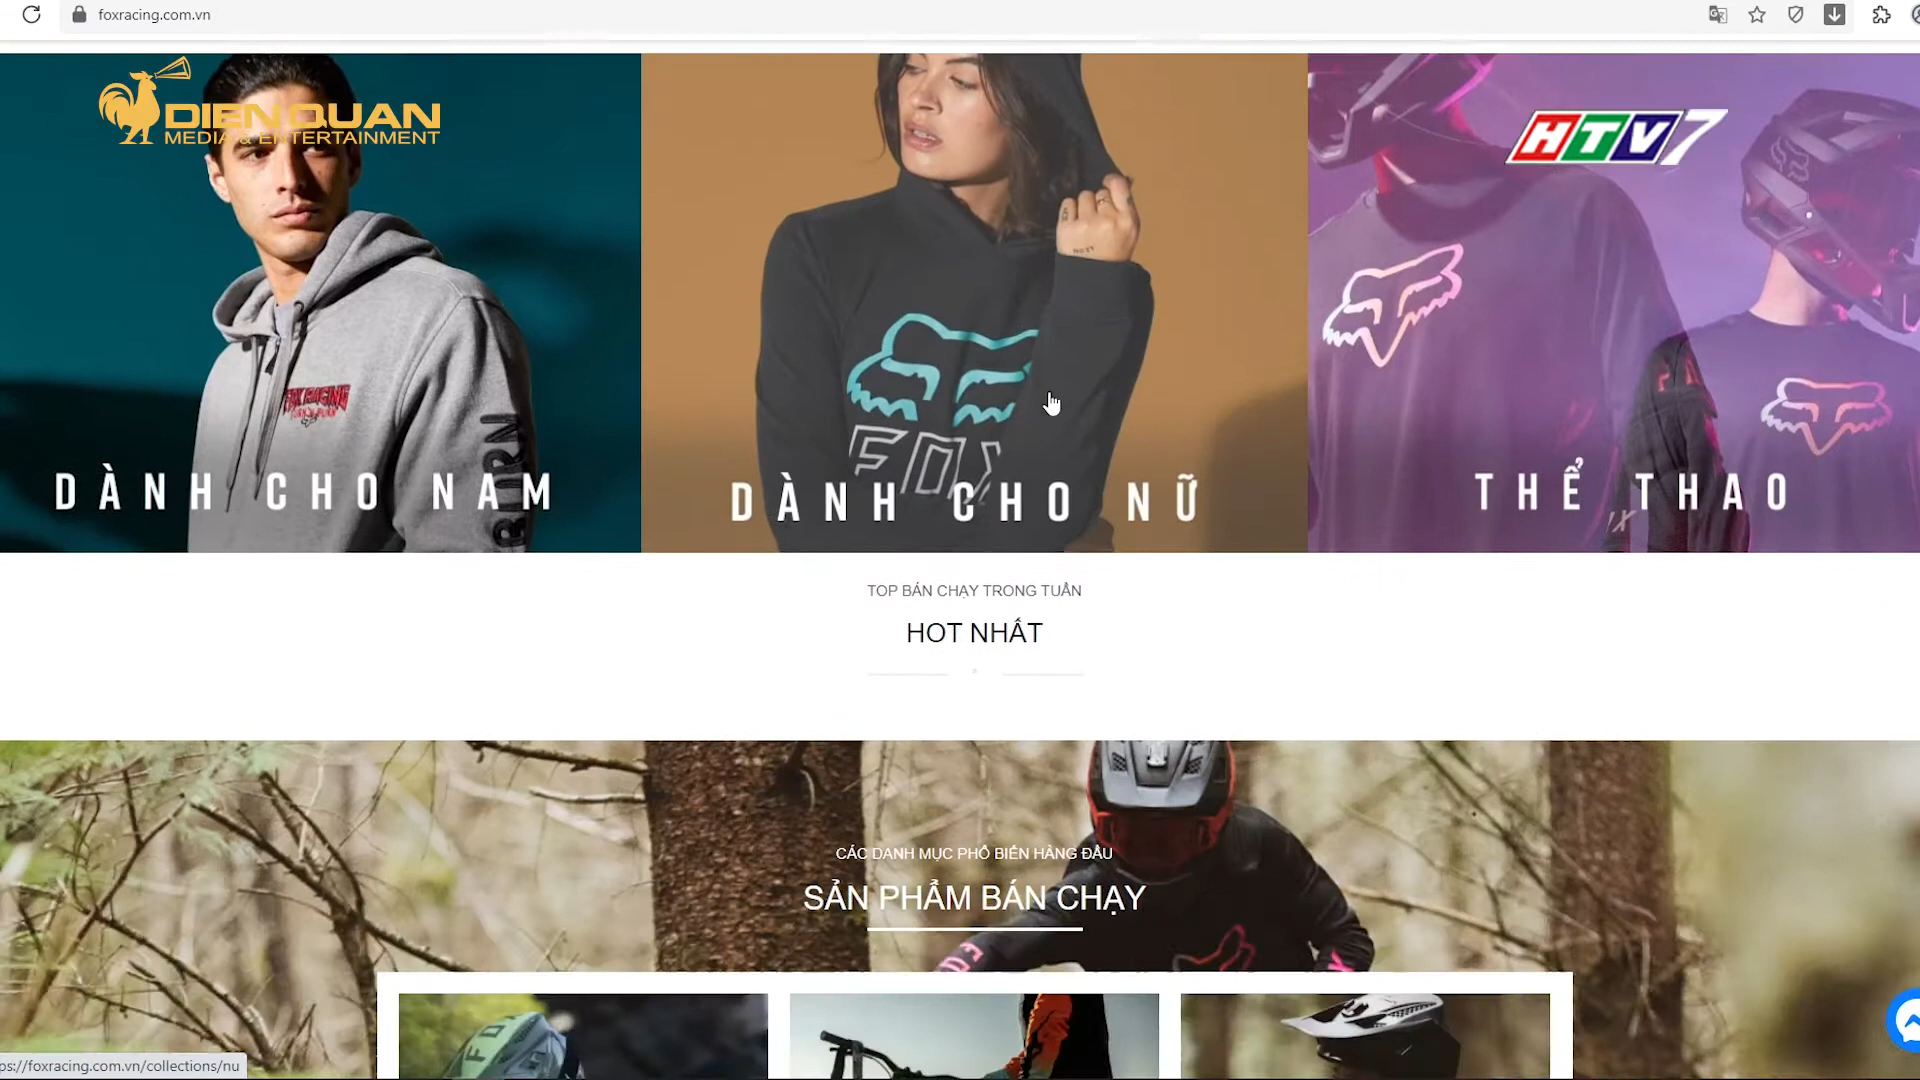 foxracing.com.vn
DIEN QUAN
MEDIA & ENTERTAINMENT
HTV7
FOX RACING
BORN
FOX
DÀNH CHO NAM
DÀNH CHO NỮ
THỂ THAO
TOP BÁN CHẠY TRONG TUẦN
HOT NHẤT
CÁC DANH MỤC PHỔ BIẾN HÀNG ĐẦU
SẢN PHẨM BÁN CHẠY
FOX
ps://foxracing.com.vn/collections/nu